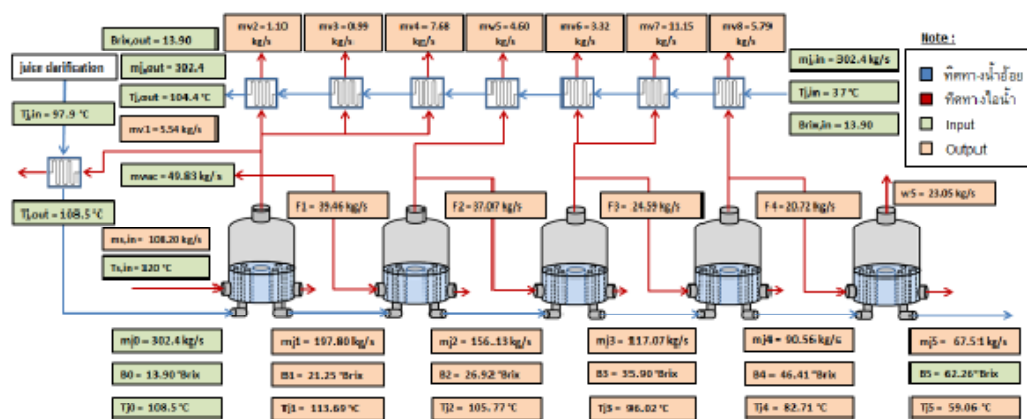 mv2 = 1.10 kg/s
mv3 = 0.99 kg/s
mv4 = 7.68 kg/s
mv5 = 4.60 kg/s
mv6 = 3.32 kg/s
mv7 = 11.15 kg/s
mv8 = 5.79 kg/s
Brix,out = 13.90
juice clarification
mj,out = 302.4
Tj,out = 104.4 °C
Tj,in = 97.9 °C
mv1 = 5.54 kg/s
mj,in = 302.4 kg/s
Tj,in = 37 °C
Brix,in = 13.90
Note :
ทิศทางน้ำอ้อย
ทิศทางไอน้ำ
Input
Output
mvac = 49.83 kg/s
Tj,out = 108.5 °C
F1 = 39.46 kg/s
F2 = 37.07 kg/s
F3 = 24.59 kg/s
F4 = 20.72 kg/s
w5 = 23.05 kg/s
ms,in = 108.20 kg/s
Ts,in = 120 °C
mj0 = 302.4 kg/s
mj1 = 197.80 kg/s
mj2 = 156.13 kg/s
mj3 = 117.07 kg/s
mj4 = 90.56 kg/s
mj5 = 67.51 kg/s
B0 = 13.90 °Brix
B1 = 21.25 °Brix
B2 = 26.92 °Brix
B3 = 35.90 °Brix
B4 = 46.41 °Brix
B5 = 62.26 °Brix
Tj0 = 108.5 °C
Tj1 = 113.69 °C
Tj2 = 105.77 °C
Tj3 = 96.02 °C
Tj4 = 82.71 °C
Tj5 = 59.06 °C